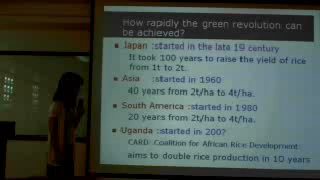 How rapidly the green revolution can
be achieved?
Japan :started in the lata 19 century
It took 100 years to raise the yield of rice
from 1t to 2t..
Asia :started in 1960
40 years from 2t/ha to 4t/ha.
South America :started in 1980
20 years from 2t/ha to 4t/ha.
Uganda :started in 200?
CARD :Coalition for African Rice Development:
aims to double rice production in 10 years